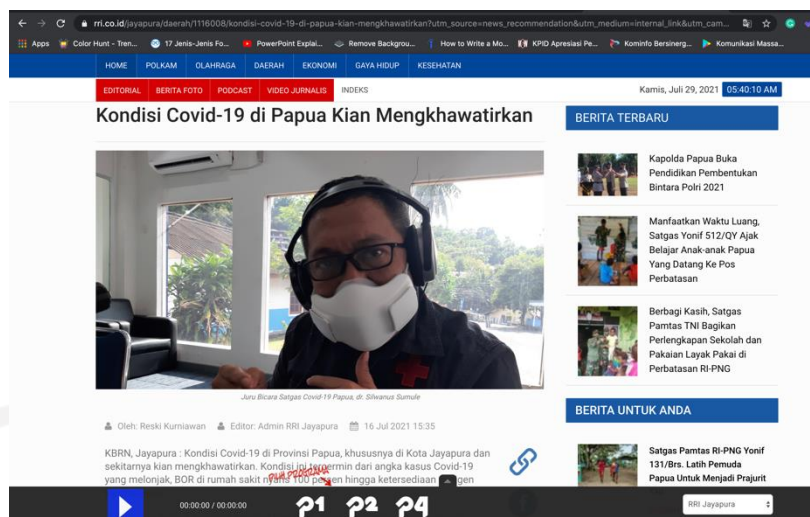 rri.co.id/jayapura/daerah/1116008/kondisi-covid-19-di-papua-kian-mengkhawatirkan?utm_source=news_recommendation&utm_medium=internal_link&utm_cam...
Apps Color Hunt - Tren... 17 Jenis-Jenis Fo... PowerPoint Explai... Remove Backgrou... How to Write a Mo... KPID Apresiasi Pe... Kominfo Bersinerg... Komunikasi Massa...
HOME POLKAM OLAHRAGA DAERAH EKONOMI GAYA HIDUP KESEHATAN
EDITORIAL BERITA FOTO PODCAST VIDEO JURNALIS INDEKS
Kamis, Juli 29, 2021 05:40:10 AM
Kondisi Covid-19 di Papua Kian Mengkhawatirkan
Juru Bicara Satgas Covid-19 Papua, dr. Silwanus Sumule
Oleh: Reski Kurniawan Editor: Admin RRI Jayapura 16 Jul 2021 15:35
KBRN, Jayapura : Kondisi Covid-19 di Provinsi Papua, khususnya di Kota Jayapura dan
sekitarnya kian mengkhawatirkan. Kondisi ini tercermin dari angka kasus Covid-19
yang melonjak, BOR di rumah sakit nyaris 100 persen hingga ketersediaan
BERITA TERBARU
Kapolda Papua Buka
Pendidikan Pembentukan
Bintara Polri 2021
Manfaatkan Waktu Luang,
Satgas Yonif 512/QY Ajak
Belajar Anak-anak Papua
Yang Datang Ke Pos
Perbatasan
Berbagi Kasih, Satgas
Pamtas TNI Bagikan
Perlengkapan Sekolah dan
Pakaian Layak Pakai di
Perbatasan RI-PNG
BERITA UNTUK ANDA
Satgas Pamtas RI-PNG Yonif
131/Brs. Latih Pemuda
Papua Untuk Menjadi Prajurit
PILIH PROGRAMA
00:00:00 / 00:00:00
P1 P2 P4
RRI Jayapura